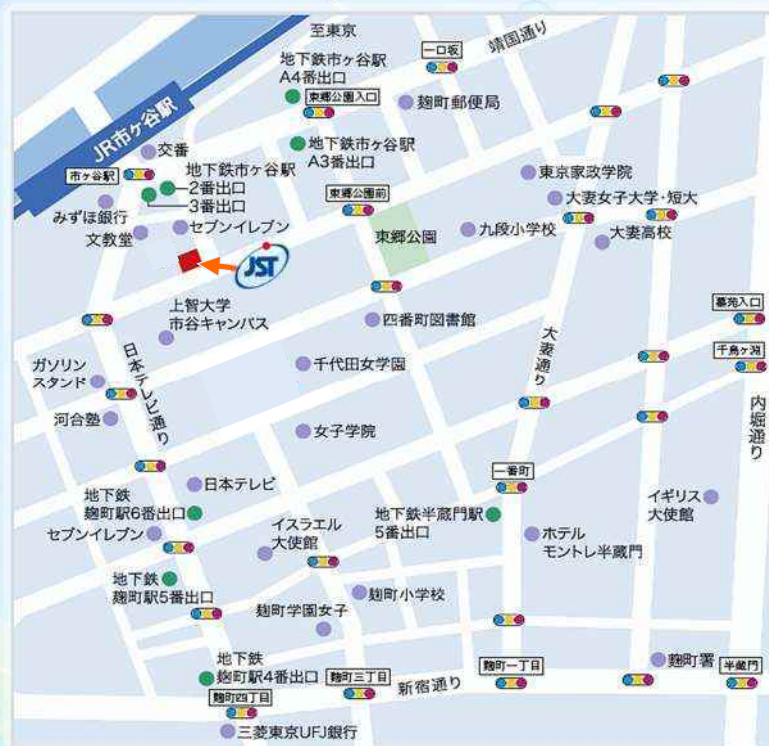 至東京
靖国通り
一口坂
地下鉄市ヶ谷駅
A4番出口
東郷公園入口
麹町郵便局
JR市ヶ谷駅
交番
地下鉄市ヶ谷駅
A3番出口
市ヶ谷駅
地下鉄市ヶ谷駅
2番出口
3番出口
東京家政学院
東郷公園前
大妻女子大学・短大
みずほ銀行
文教堂
セブンイレブン
東郷公園
九段小学校
大妻高校
JST
上智大学
市谷キャンパス
四番町図書館
墓苑入口
千鳥ヶ淵
大妻通り
日本テレビ通り
ガソリン
スタンド
千代田女学園
河合塾
女子学院
内堀通り
一番町
日本テレビ
地下鉄
麹町駅6番出口
セブンイレブン
イスラエル
大使館
地下鉄半蔵門駅
5番出口
イギリス
大使館
ホテル
モントレ半蔵門
地下鉄
麹町駅5番出口
麹町小学校
麹町学園女子
地下鉄
麹町駅4番出口
麹町三丁目
新宿通り
麹町一丁目
麹町署
半蔵門
麹町四丁目
三菱東京UFJ銀行